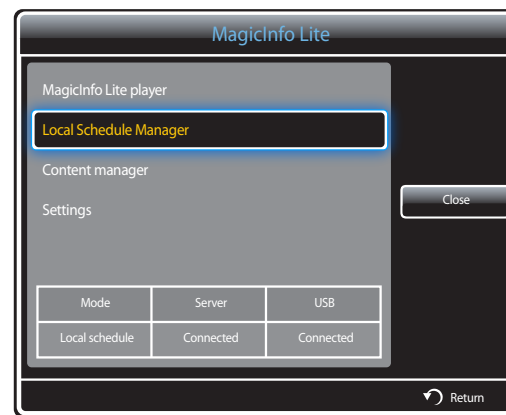 MagicInfo Lite
MagicInfo Lite player
Local Schedule Manager
Content manager
Settings
Close
Mode Server USB
Local schedule Connected Connected
Return